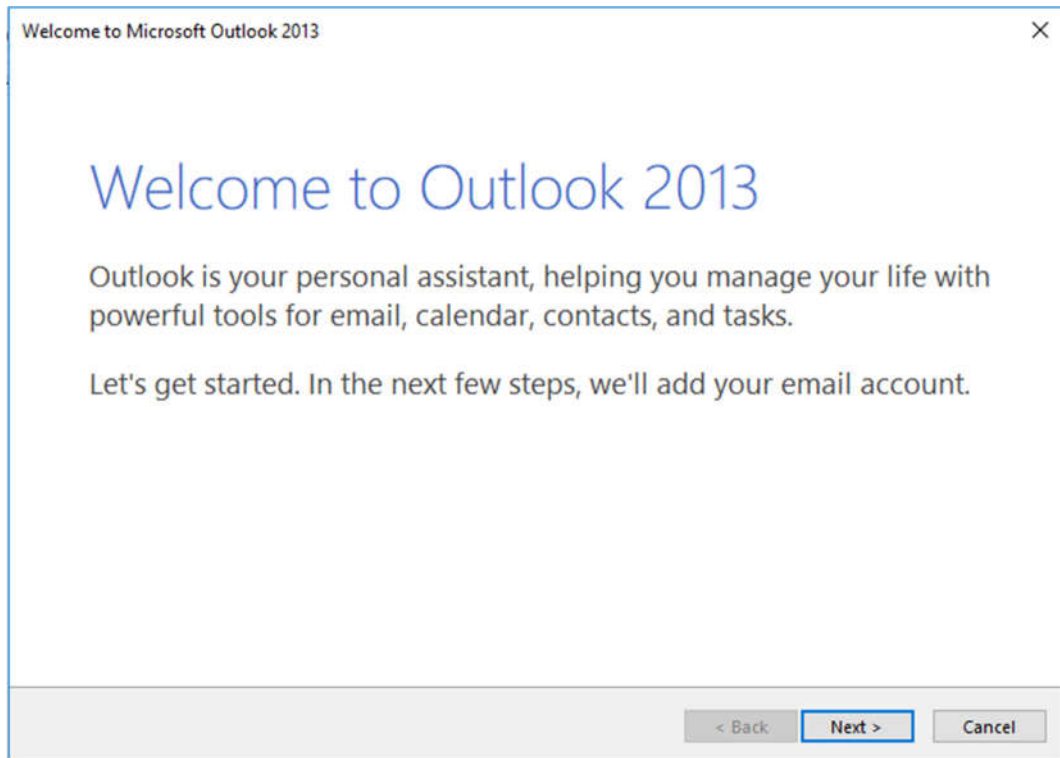 Welcome to Microsoft Outlook 2013
Welcome to Outlook 2013
Outlook is your personal assistant, helping you manage your life with
powerful tools for email, calendar, contacts, and tasks.
Let's get started. In the next few steps, we'll add your email account.
< Back Next > Cancel